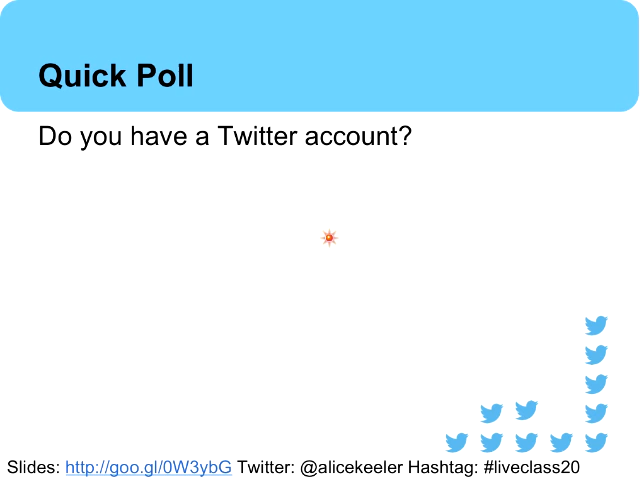 Quick Poll
Do you have a Twitter account?
Slides: http://goo.gl/0W3ybG Twitter: @alicekeeler Hashtag: #liveclass20